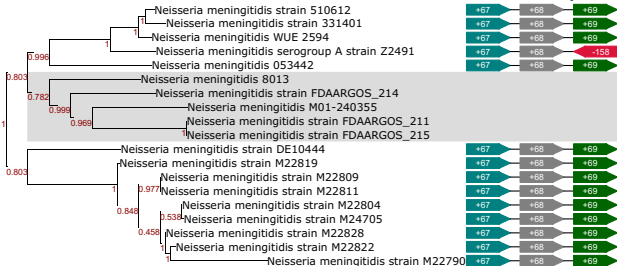 Neisseria meningitidis strain 510612 +67 +68 +69
1
Neisseria meningitidis strain 331401 +67 +68 +69
1
Neisseria meningitidis WUE 2594 +67 +68 +69
Neisseria meningitidis serogroup A strain Z2491 +67 +68 -158
0.996
Neisseria meningitidis 053442 +67 +68 +69
0.803
Neisseria meningitidis 8013
0.782
Neisseria meningitidis strain FDAARGOS_214
0.999
Neisseria meningitidis M01-240355
0.969
Neisseria meningitidis strain FDAARGOS_211
1
1
Neisseria meningitidis strain FDAARGOS_215
Neisseria meningitidis strain DE10444 +67 +68 +69
0.803
Neisseria meningitidis strain M22819 +67 +68 +69
1
Neisseria meningitidis strain M22809 +67 +68 +69
0.977
Neisseria meningitidis strain M22811 +67 +68 +69
0.848
Neisseria meningitidis strain M22804 +67 +68 +69
0.538
Neisseria meningitidis strain M24705 +67 +68 +69
0.458
Neisseria meningitidis strain M22828 +67 +68 +69
1
Neisseria meningitidis strain M22822 +67 +68 +69
1
Neisseria meningitidis strain M22790 +67 +68 +69